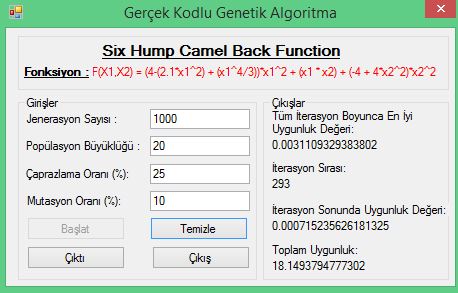 Gerçek Kodlu Genetik Algoritma
Six Hump Camel Back Function
Fonksiyon : F(X1,X2) = (4-(2.1*x1^2) + (x1^4/3))*x1^2 + (x1 * x2) + (-4 + 4*x2^2)*x2^2
Girişler
Jenerasyon Sayısı : 1000
Popülasyon Büyüklüğü : 20
Çaprazlama Oranı (%): 25
Mutasyon Oranı (%): 10
Başlat Temizle
Çıktı Çıkış
Çıkışlar
Tüm İterasyon Boyunca En İyi
Uygunluk Değeri:
0.0031109329383802
İterasyon Sırası:
293
İterasyon Sonunda Uygunluk Değeri:
0.000715235626181325
Toplam Uygunluk:
18.1493794777302